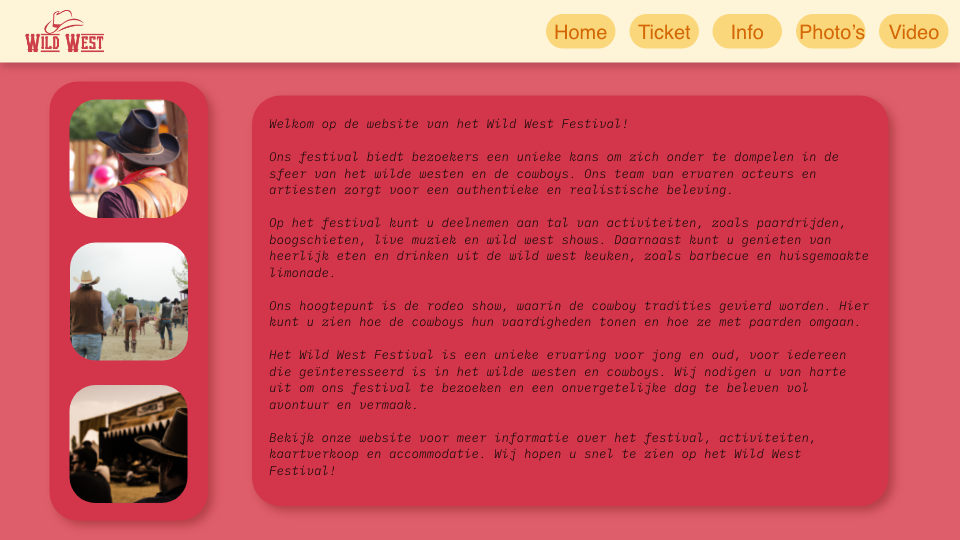 WILD WEST
Home
Ticket
Info
Photo's
Video
Welkom op de website van het Wild West Festival!
Ons festival biedt bezoekers een unieke kans om zich onder te dompelen in de
sfeer van het wilde westen en de cowboys. Ons team van ervaren acteurs en
artiesten zorgt voor een authentieke en realistische beleving.
Op het festival kunt u deelnemen aan tal van activiteiten, zoals paardrijden,
boogschieten, live muziek en wild west shows. Daarnaast kunt u genieten van
heerlijk eten en drinken uit de wild west keuken, zoals barbecue en huisgemaakte
limonade.
Ons hoogtepunt is de rodeo show, waarin de cowboy tradities gevierd worden. Hier
kunt u zien hoe de cowboys hun vaardigheden tonen en hoe ze met paarden omgaan.
Het Wild West Festival is een unieke ervaring voor jong en oud, voor iedereen
die geïnteresseerd is in het wilde westen en cowboys. Wij nodigen u van harte
uit om ons festival te bezoeken en een onvergetelijke dag te beleven vol
avontuur en vermaak.
Bekijk onze website voor meer informatie over het festival, activiteiten,
kaartverkoop en accommodatie. Wij hopen u snel te zien op het Wild West
Festival!